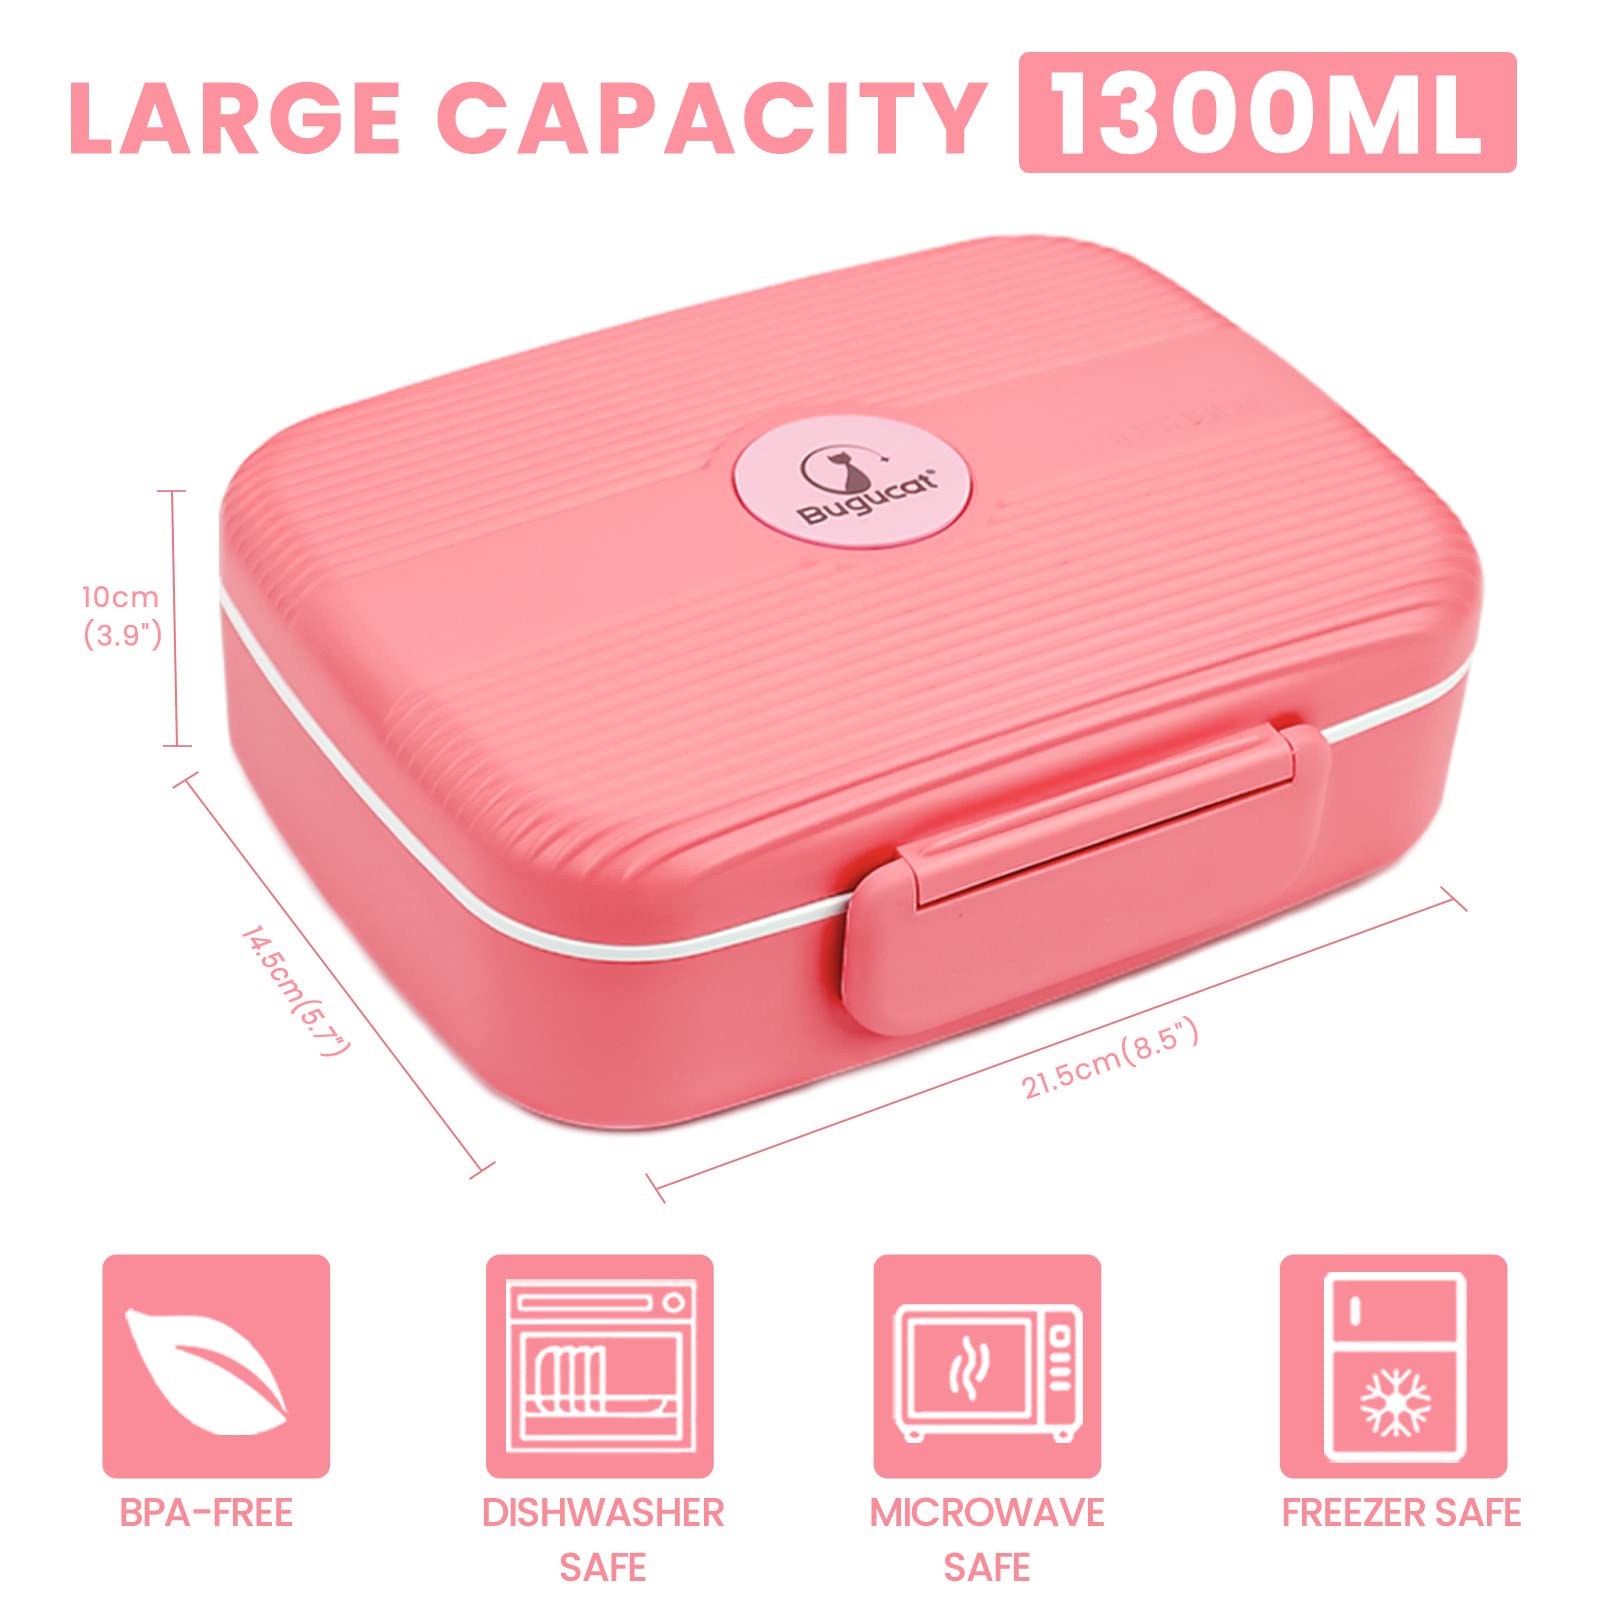 LARGE CAPACITY 1300ML
Bugucat®
10cm
(3.9")
14.5cm(5.7")
21.5cm(8.5")
BPA-FREE
DISHWASHER
SAFE
MICROWAVE
SAFE
FREEZER SAFE